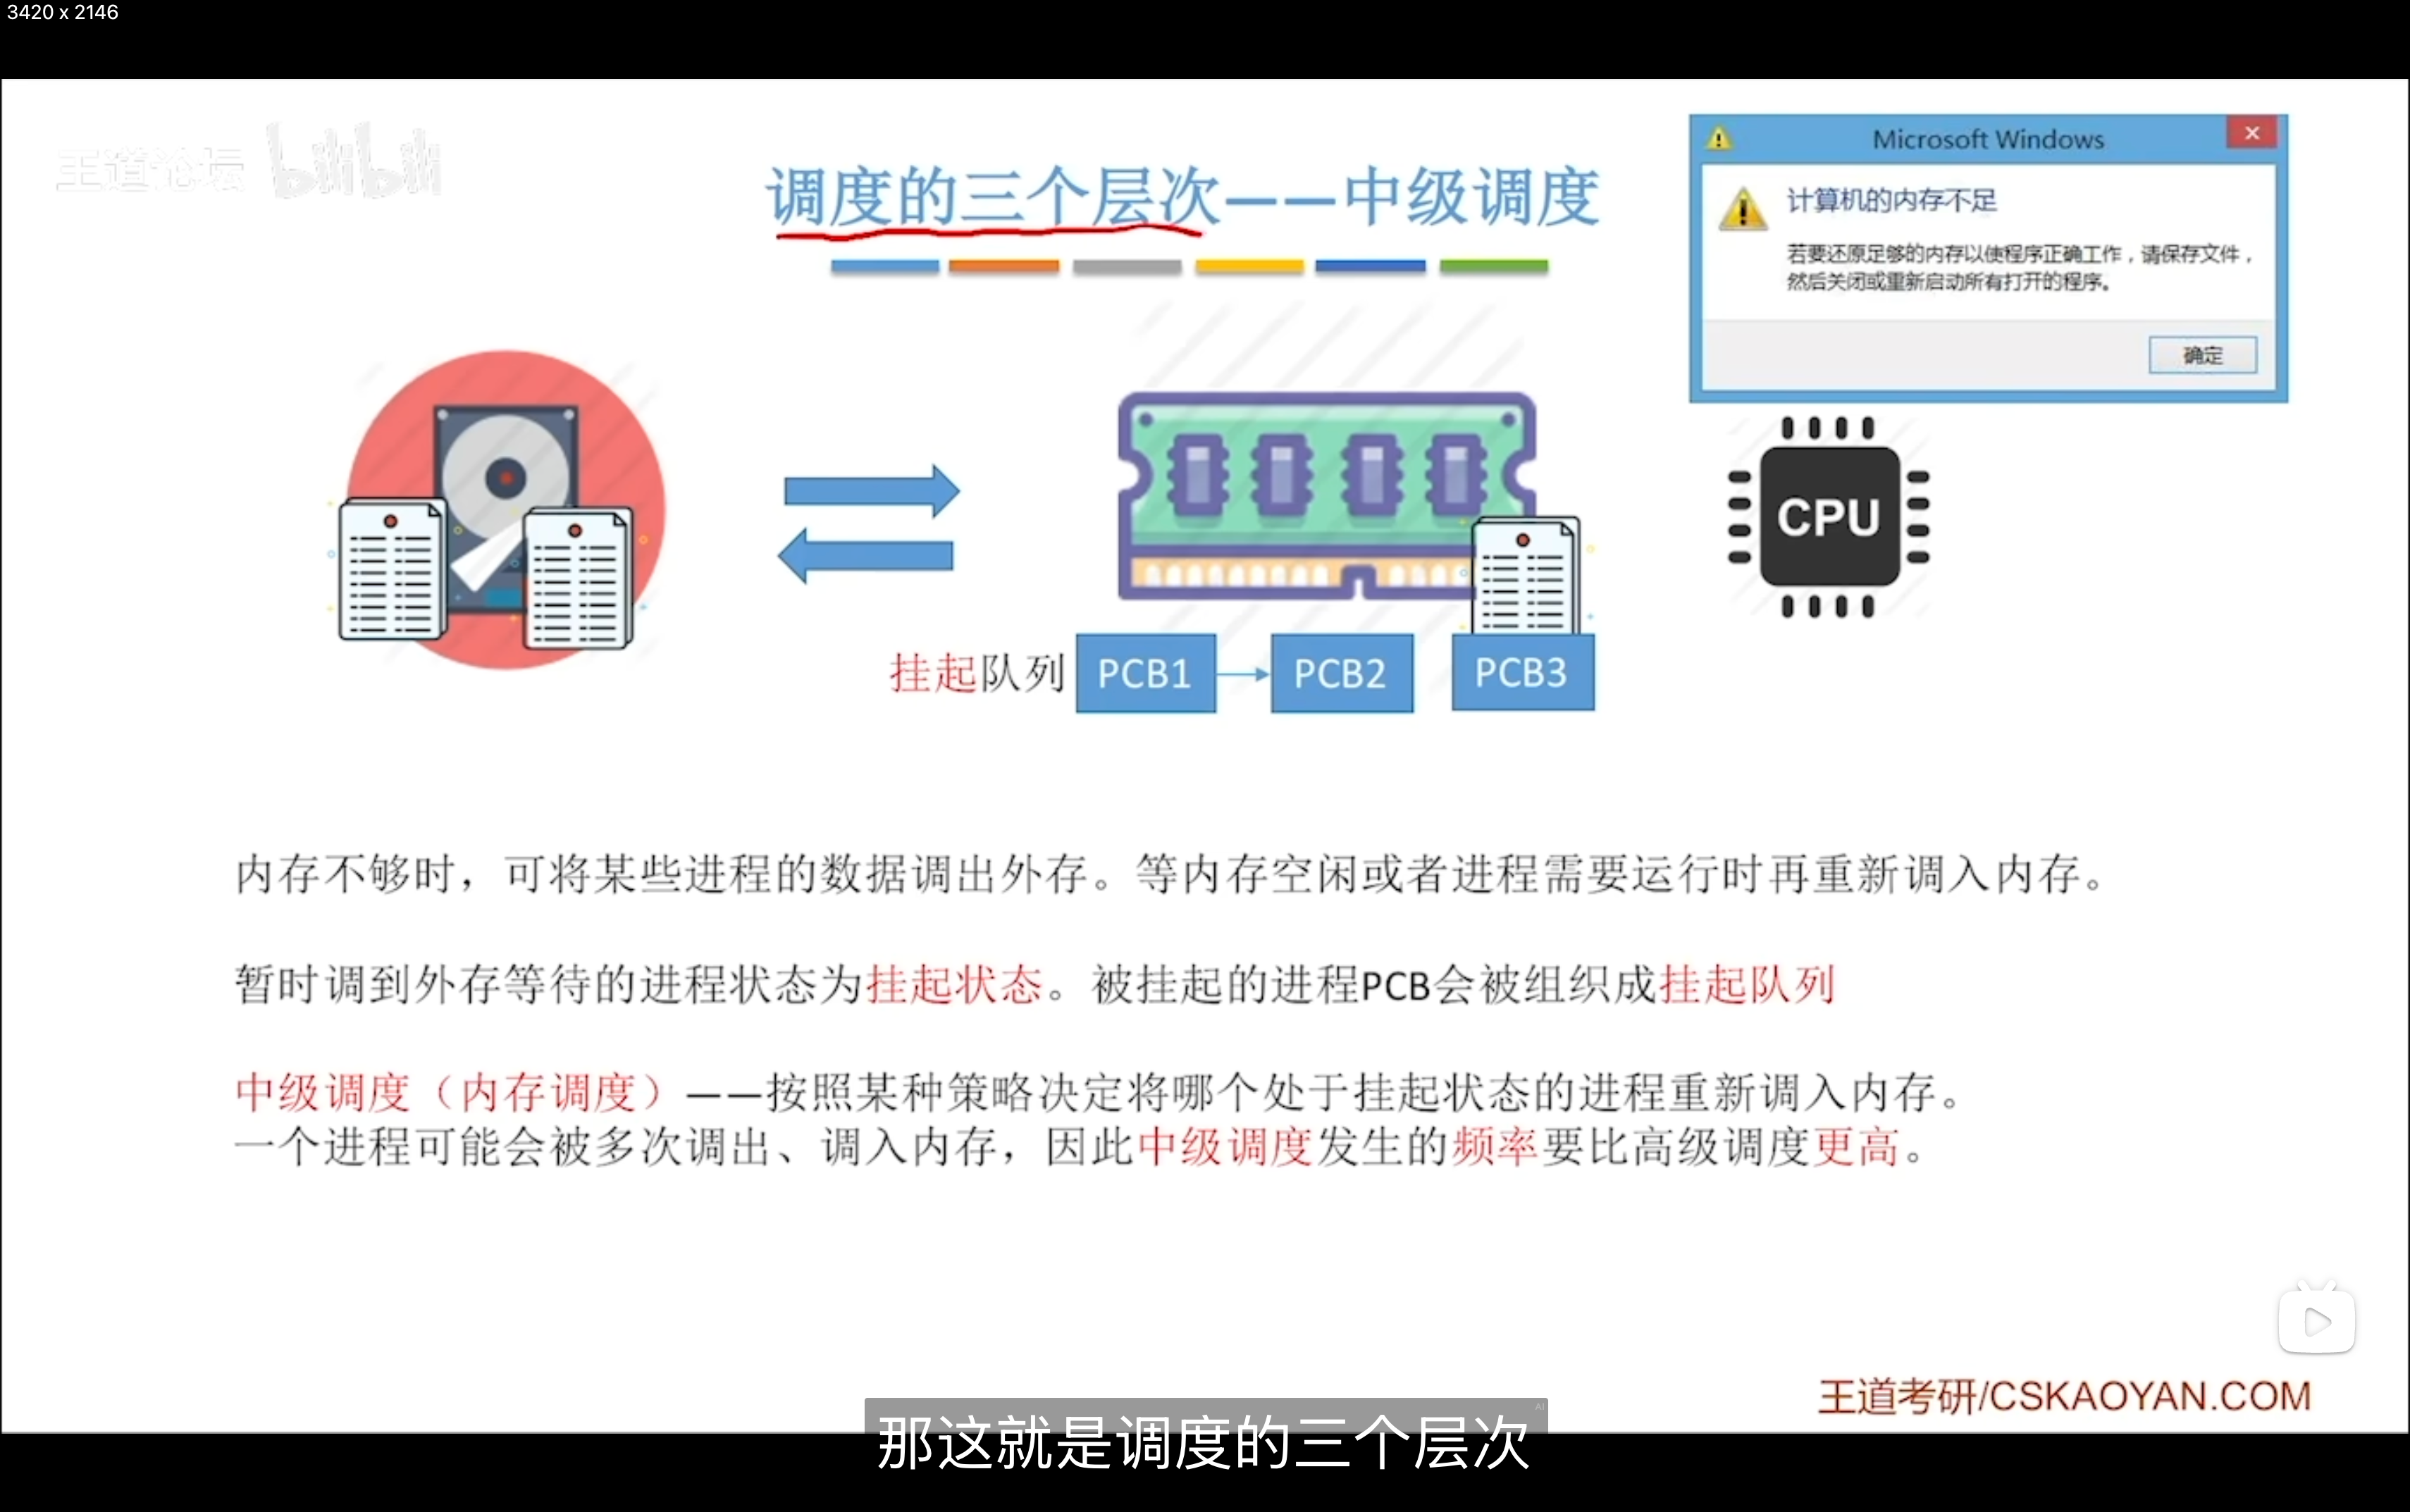 3420 x 2146
王道论坛 bilibili
调度的三个层次——中级调度
Microsoft Windows
计算机的内存不足
若要还原足够的内存以使程序正确工作，请保存文件，
然后关闭或重新启动所有打开的程序。
确定
CPU
挂起队列 PCB1 PCB2 PCB3
内存不够时，可将某些进程的数据调出外存。等内存空闲或者进程需要运行时再重新调入内存。
暂时调到外存等待的进程状态为挂起状态。被挂起的进程PCB会被组织成挂起队列
中级调度（内存调度）——按照某种策略决定将哪个处于挂起状态的进程重新调入内存。
一个进程可能会被多次调出、调入内存，因此中级调度发生的频率要比高级调度更高。
王道考研/CSKAOYAN.COM
AI
那这就是调度的三个层次